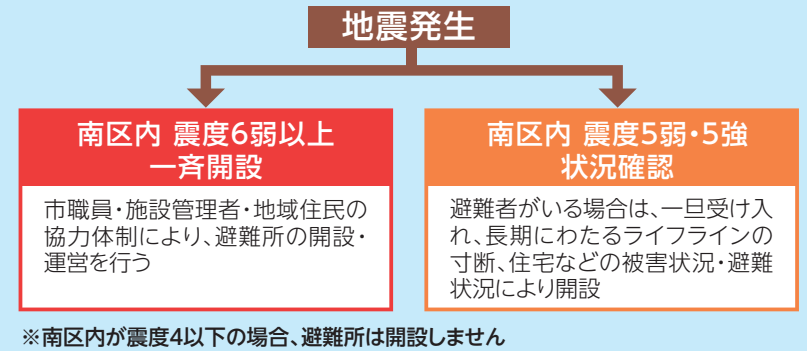 地震発生
南区内 震度6弱以上
一斉開設
市職員・施設管理者・地域住民の
協力体制により、避難所の開設・
運営を行う
南区内 震度5弱・5強
状況確認
避難者がいる場合は、一旦受け入
れ、長期にわたるライフラインの
寸断、住宅などの被害状況・避難
状況により開設
※南区内が震度4以下の場合、避難所は開設しません